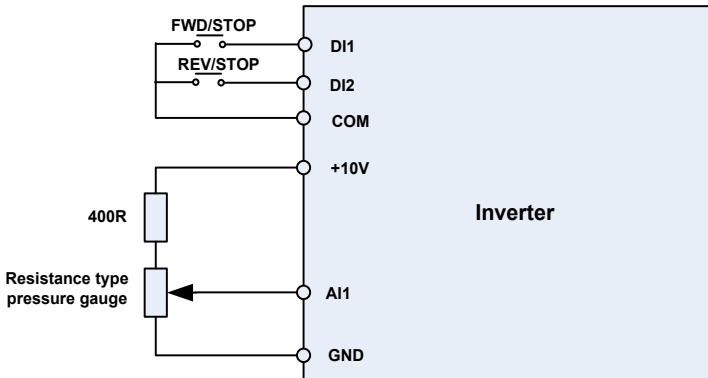 FWD/STOP
DI1
REV/STOP
DI2
COM
+10V
400R
Inverter
Resistance type
pressure gauge
AI1
GND